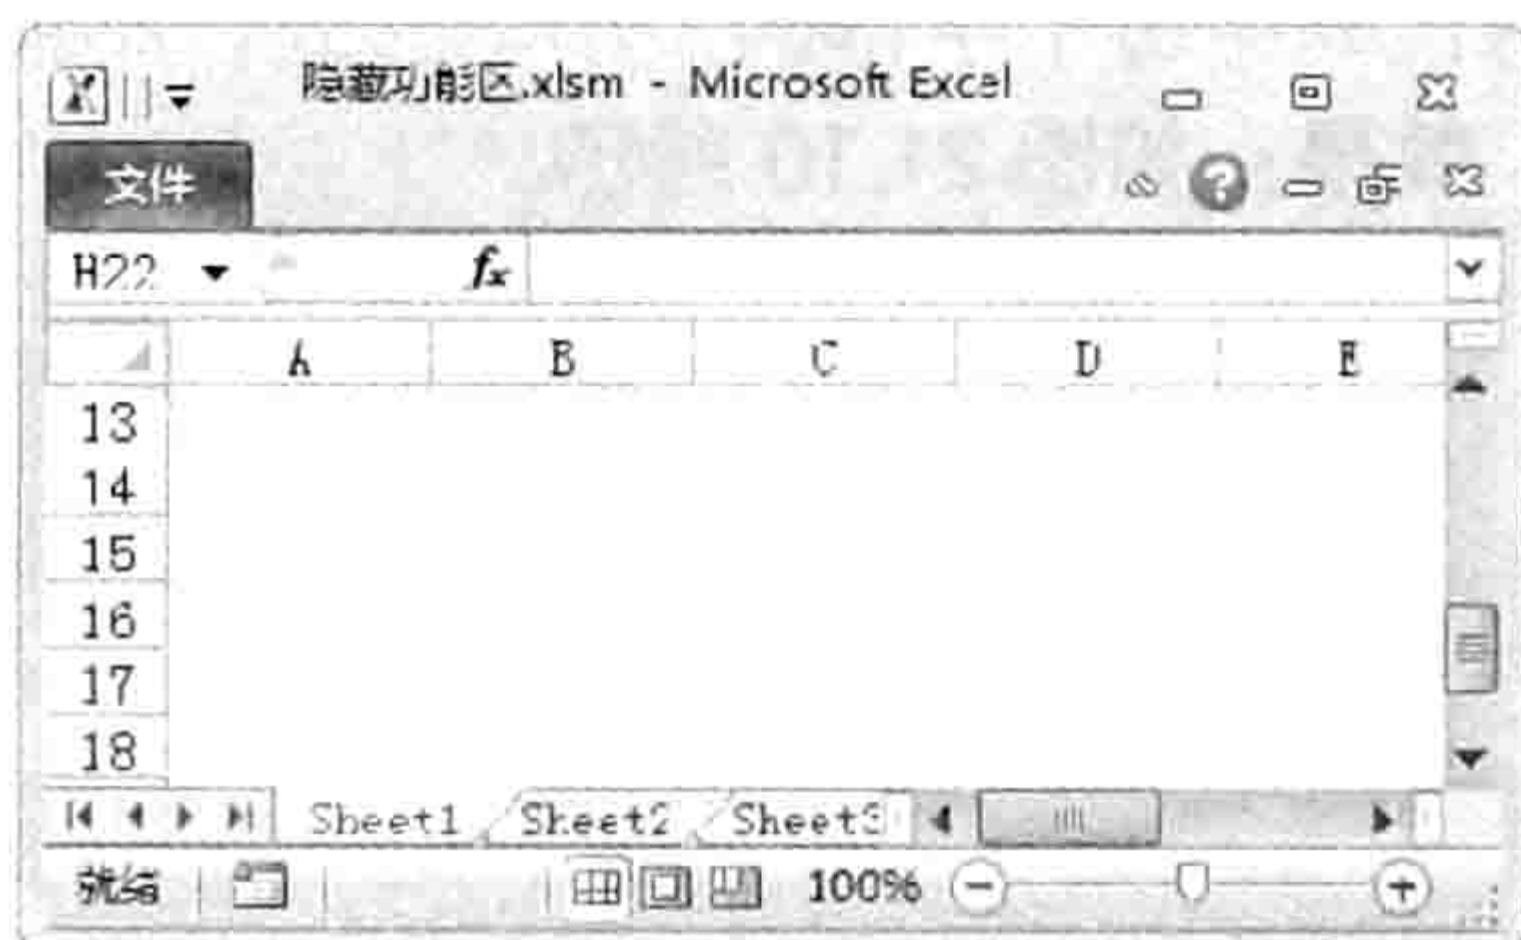 隐藏功能区.xlsm - Microsoft Excel
文件
H22 fx
A B C D E
13
14
15
16
17
18
Sheet1 Sheet2 Sheet3
就绪 100%